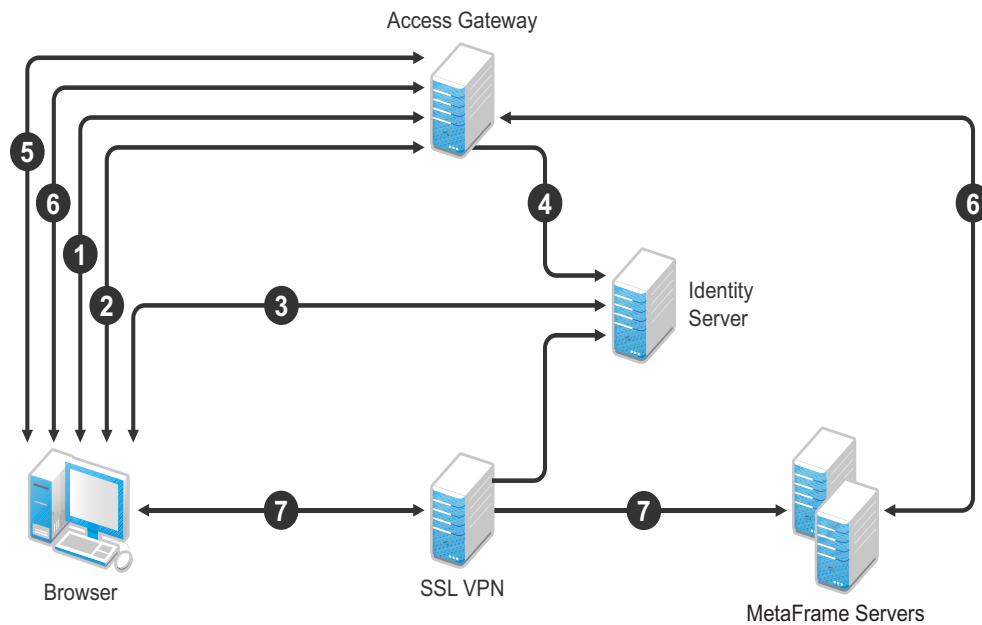 Access Gateway
5
6
1
2
4
6
3
Identity
Server
7
7
Browser
SSL VPN
MetaFrame Servers